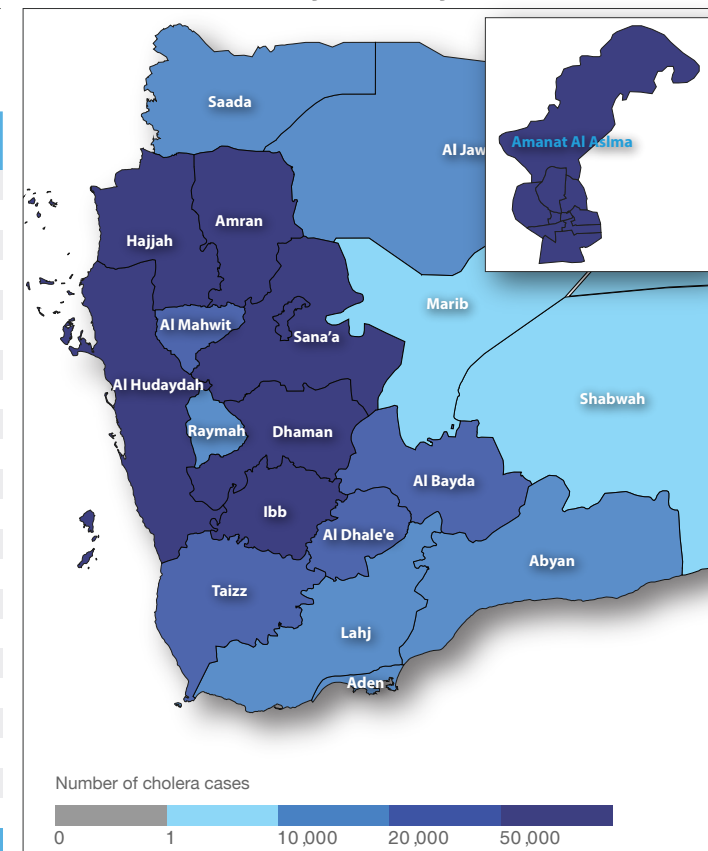 Saada
Al Jaw
Amanat Al Asima
Amran
Hajjah
Marib
Al Mahwit
Sana’a
Al Hudaydah
Shabwah
Raymah
Dhaman
Al Bayda
Ibb
Al Dhale'e
Abyan
Taizz
Lahj
Aden
Number of cholera cases
0 1 10,000 20,000 50,000